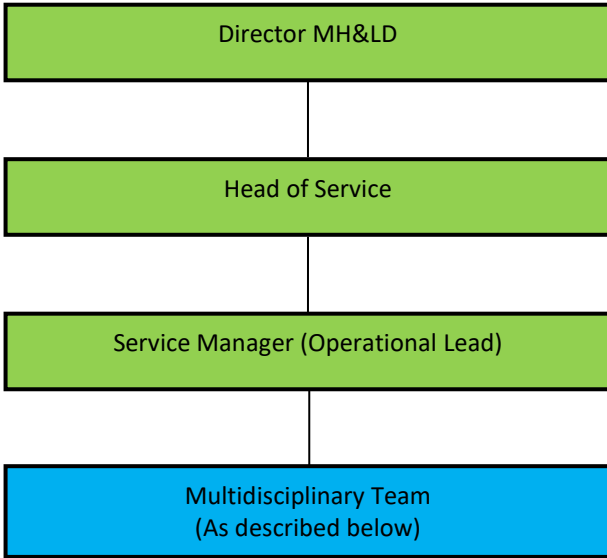 Director MH&LD
Head of Service
Service Manager (Operational Lead)
Multidisciplinary Team
(As described below)